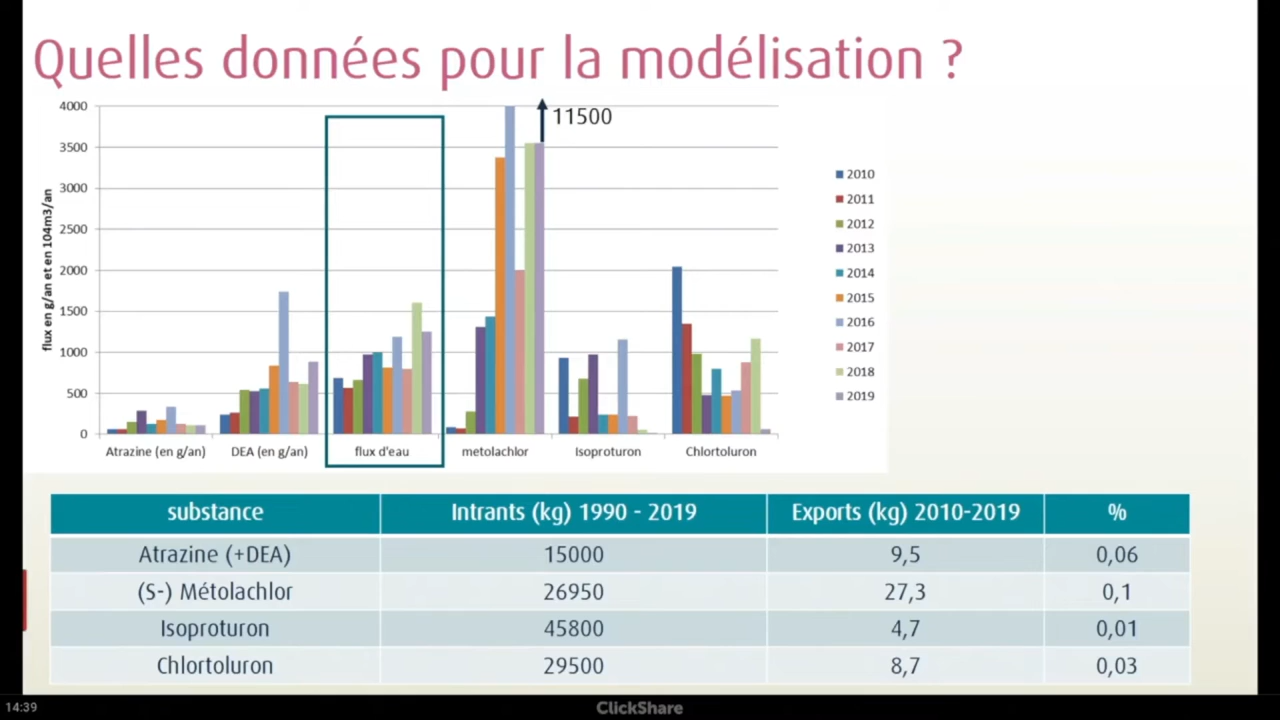 Quelles données pour la modélisation ?
flux en g/an et en 104m3/an
4000
3500
3000
2500
2000
1500
1000
500
0
11500
Atrazine (en g/an) DEA (en g/an) flux d'eau metolachlor Isoproturon Chlortoluron
2010
2011
2012
2013
2014
2015
2016
2017
2018
2019
substance Intrants (kg) 1990 - 2019 Exports (kg) 2010-2019 %
Atrazine (+DEA) 15000 9,5 0,06
(S-) Métolachlor 26950 27,3 0,1
Isoproturon 45800 4,7 0,01
Chlortoluron 29500 8,7 0,03
14:39 ClickShare